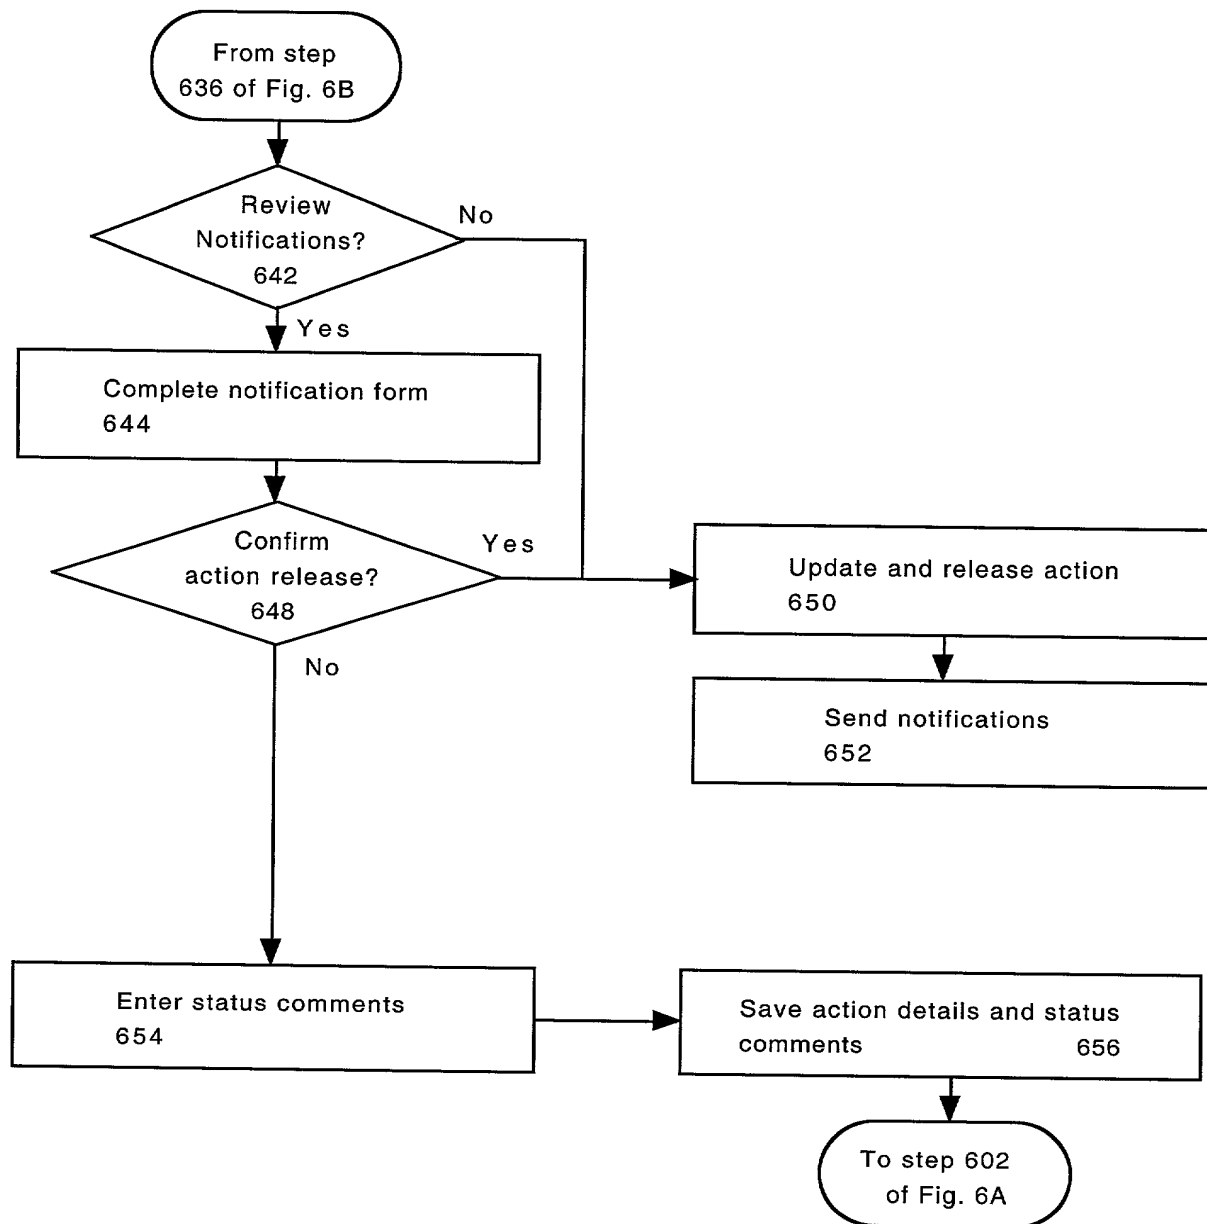 From step
636 of Fig. 6B
Review
Notifications?
642
No
Yes
Complete notification form
644
Confirm
action release?
648
Yes
No
Update and release action
650
Send notifications
652
Enter status comments
654
Save action details and status
comments 656
To step 602
of Fig. 6A